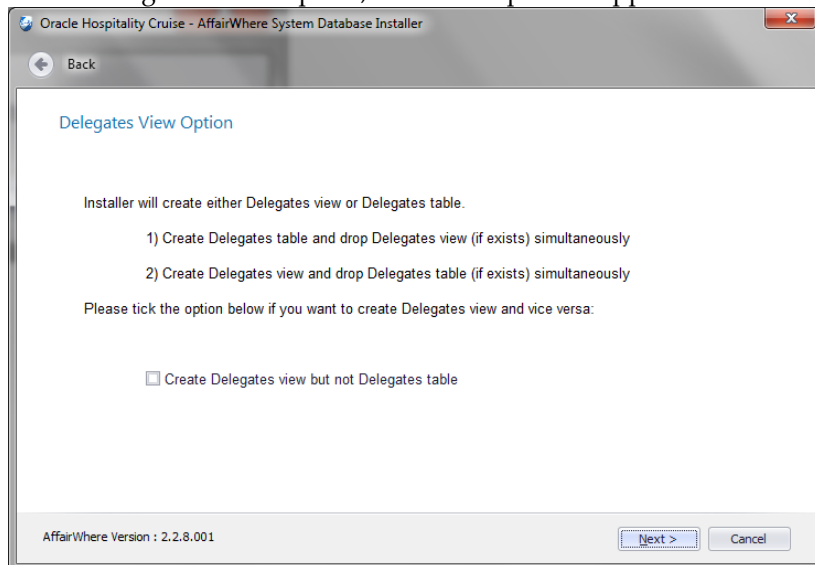 Oracle Hospitality Cruise - AffairWhere System Database Installer
Back
Delegates View Option
Installer will create either Delegates view or Delegates table.
1) Create Delegates table and drop Delegates view (if exists) simultaneously
2) Create Delegates view and drop Delegates table (if exists) simultaneously
Please tick the option below if you want to create Delegates view and vice versa:
Create Delegates view but not Delegates table
AffairWhere Version : 2.2.8.001
Next >
Cancel